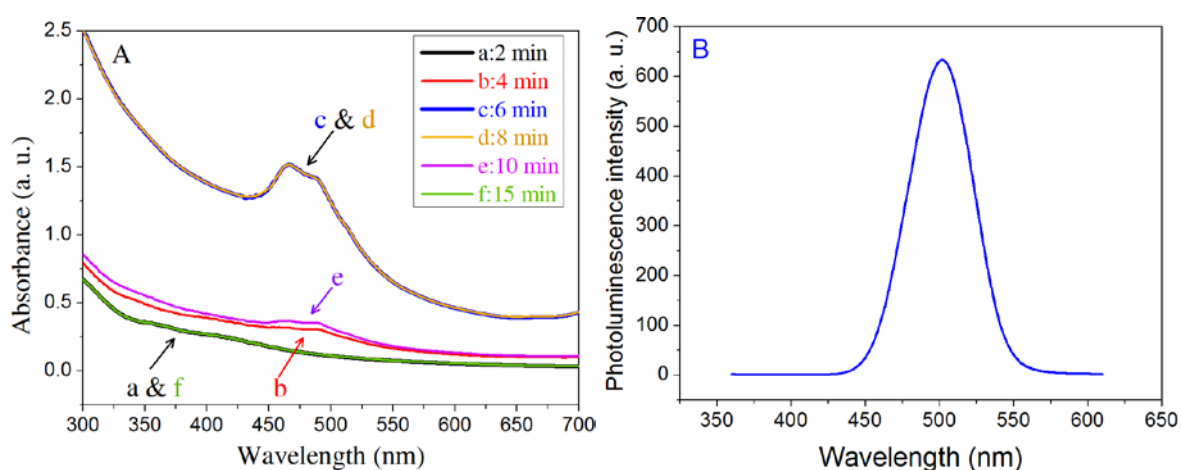 A
a:2 min
b:4 min
c:6 min
d:8 min
e:10 min
f:15 min
c & d
e
a & f
b
Absorbance (a. u.)
2.5
2.0
1.5
1.0
0.5
0.0
300 350 400 450 500 550 600 650 700
Wavelength (nm)
B
Photoluminescence intensity (a. u.)
700
600
500
400
300
200
100
0
350 400 450 500 550 600 650
Wavelength (nm)